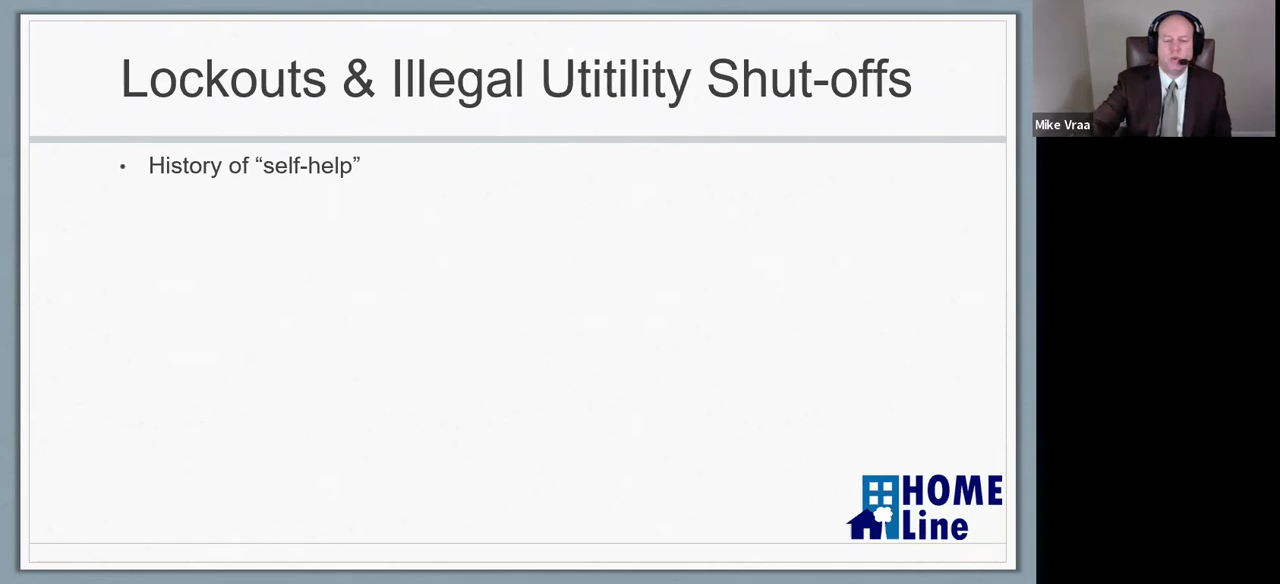 Lockouts & Illegal Utitility Shut-offs
• History of “self-help”
HOME
Line
Mike Vraa